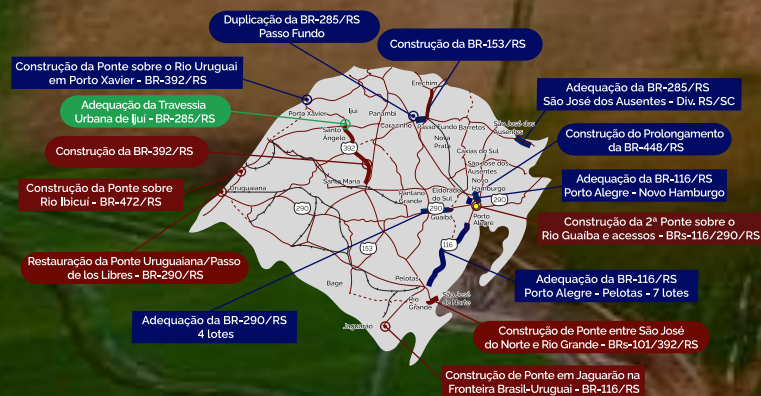 Duplicação da BR-285/RS
Passo Fundo
Construção da BR-153/RS
Construção da Ponte sobre o Rio Uruguai
em Porto Xavier - BR-392/RS
Adequação da Travessia
Urbana de Ijuí - BR-285/RS
Construção da BR-392/RS
Construção da Ponte sobre
Rio Ibicuí - BR-472/RS
Restauração da Ponte Uruguaiana/Passo
de los Libres - BR-290/RS
Adequação da BR-290/RS
4 lotes
Adequação da BR-285/RS
São José dos Ausentes - Div. RS/SC
Construção do Prolongamento
da BR-448/RS
Adequação da BR-116/RS
Porto Alegre - Novo Hamburgo
Construção da 2ª Ponte sobre o
Rio Guaíba e acessos - BRs-116/290/RS
Adequação da BR-116/RS
Porto Alegre - Pelotas - 7 lotes
Construção de Ponte entre São José
do Norte e Rio Grande - BRs-101/392/RS
Construção de Ponte em Jaguarão na
Fronteira Brasil-Uruguai - BR-116/RS
Erechim
Porto Xavier
Ijuí
Panambi
Santo
Ângelo
Carazinho
Passo Fundo
Barretos
São José dos
Ausentes
Nova
Prata
Caxias do Sul
São José dos
Ausentes
Novo
Hamburgo
392
Santa Maria
Uruguaiana
Pantano
Grande
Eldorado
do Sul
290
290
290
Guaíba
Porto
Alegre
153
116
Bage
Pelotas
São José
do Norte
Rio
Grande
Jaguarão